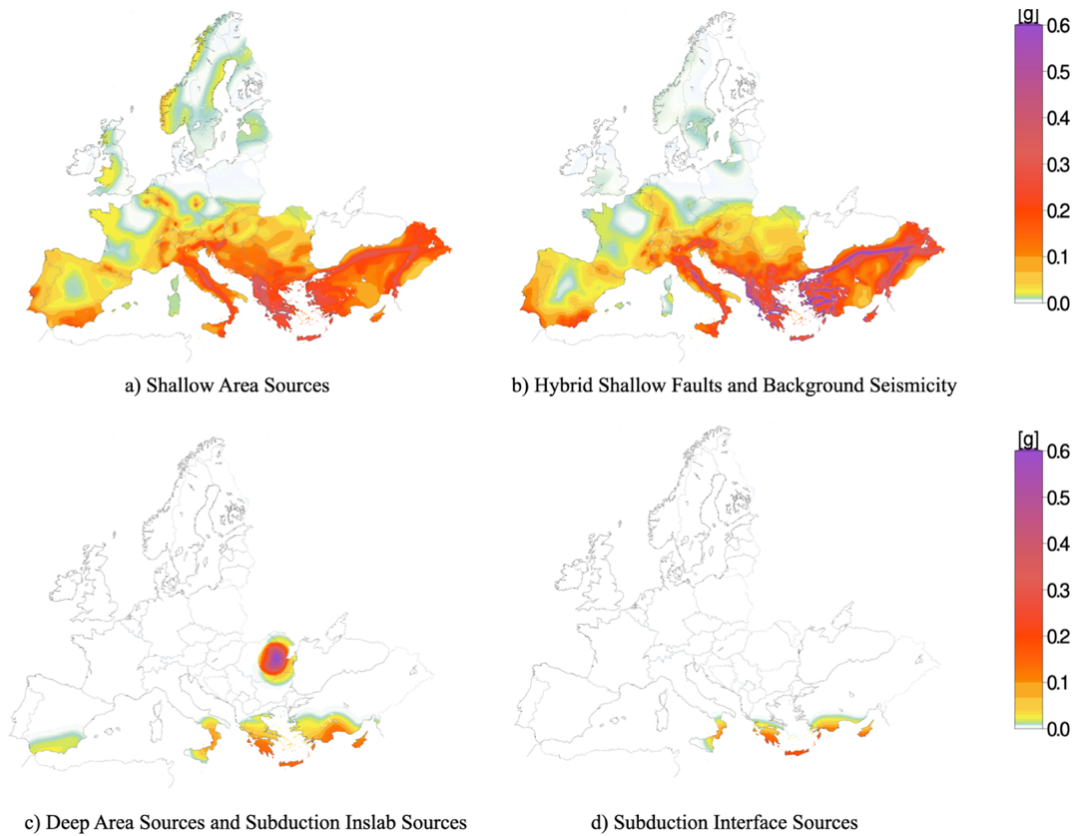 [g]
0.6
0.5
0.4
0.3
0.2
0.1
0.0
a) Shallow Area Sources
b) Hybrid Shallow Faults and Background Seismicity
[g]
0.6
0.5
0.4
0.3
0.2
0.1
0.0
c) Deep Area Sources and Subduction Inslab Sources
d) Subduction Interface Sources